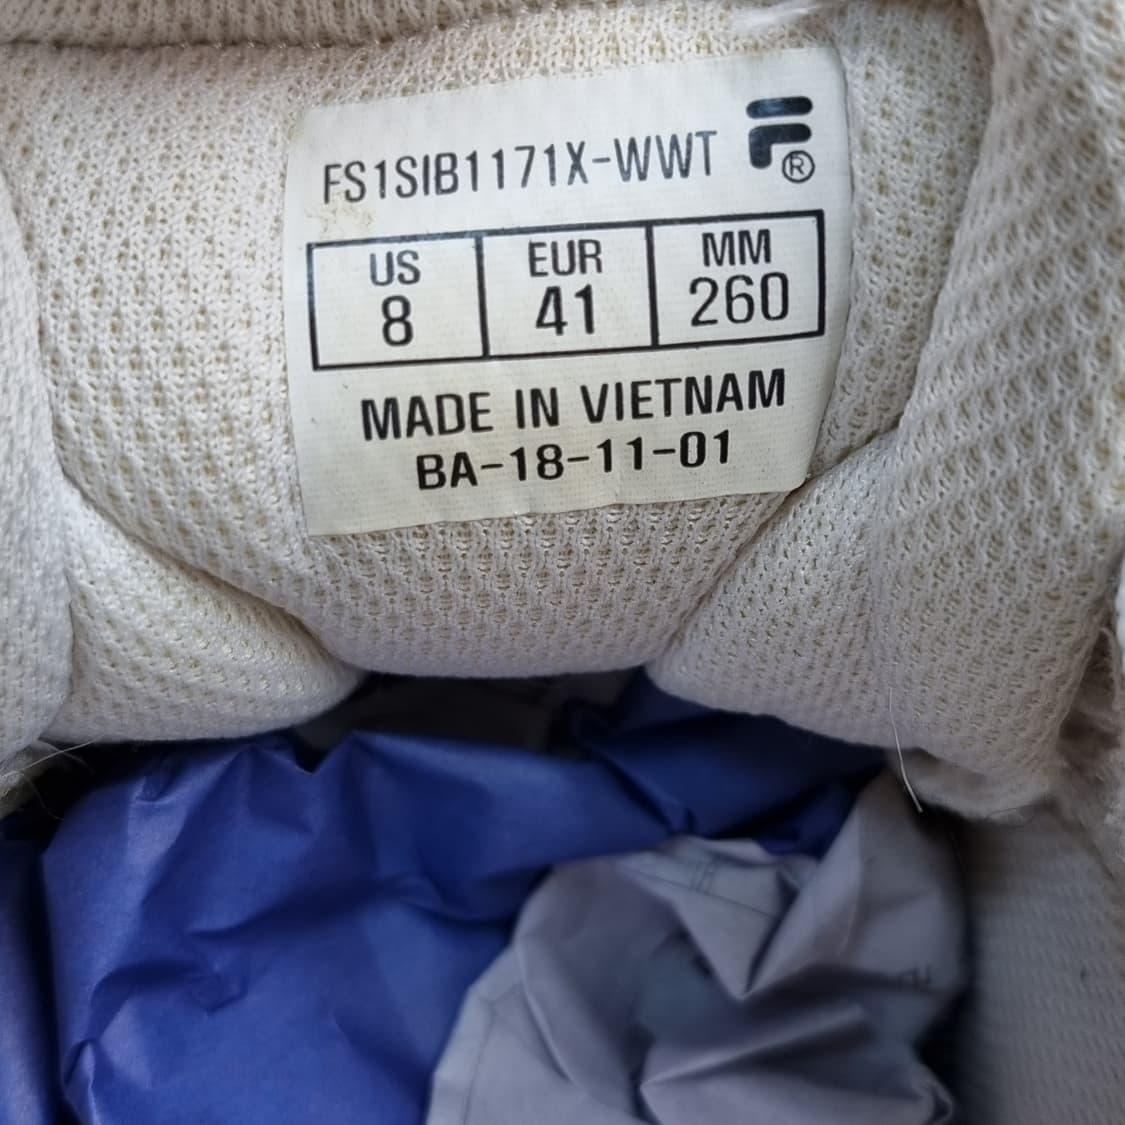 FS1SIB1171X-WWT
US EUR MM
8 41 260
MADE IN VIETNAM
BA-18-11-01